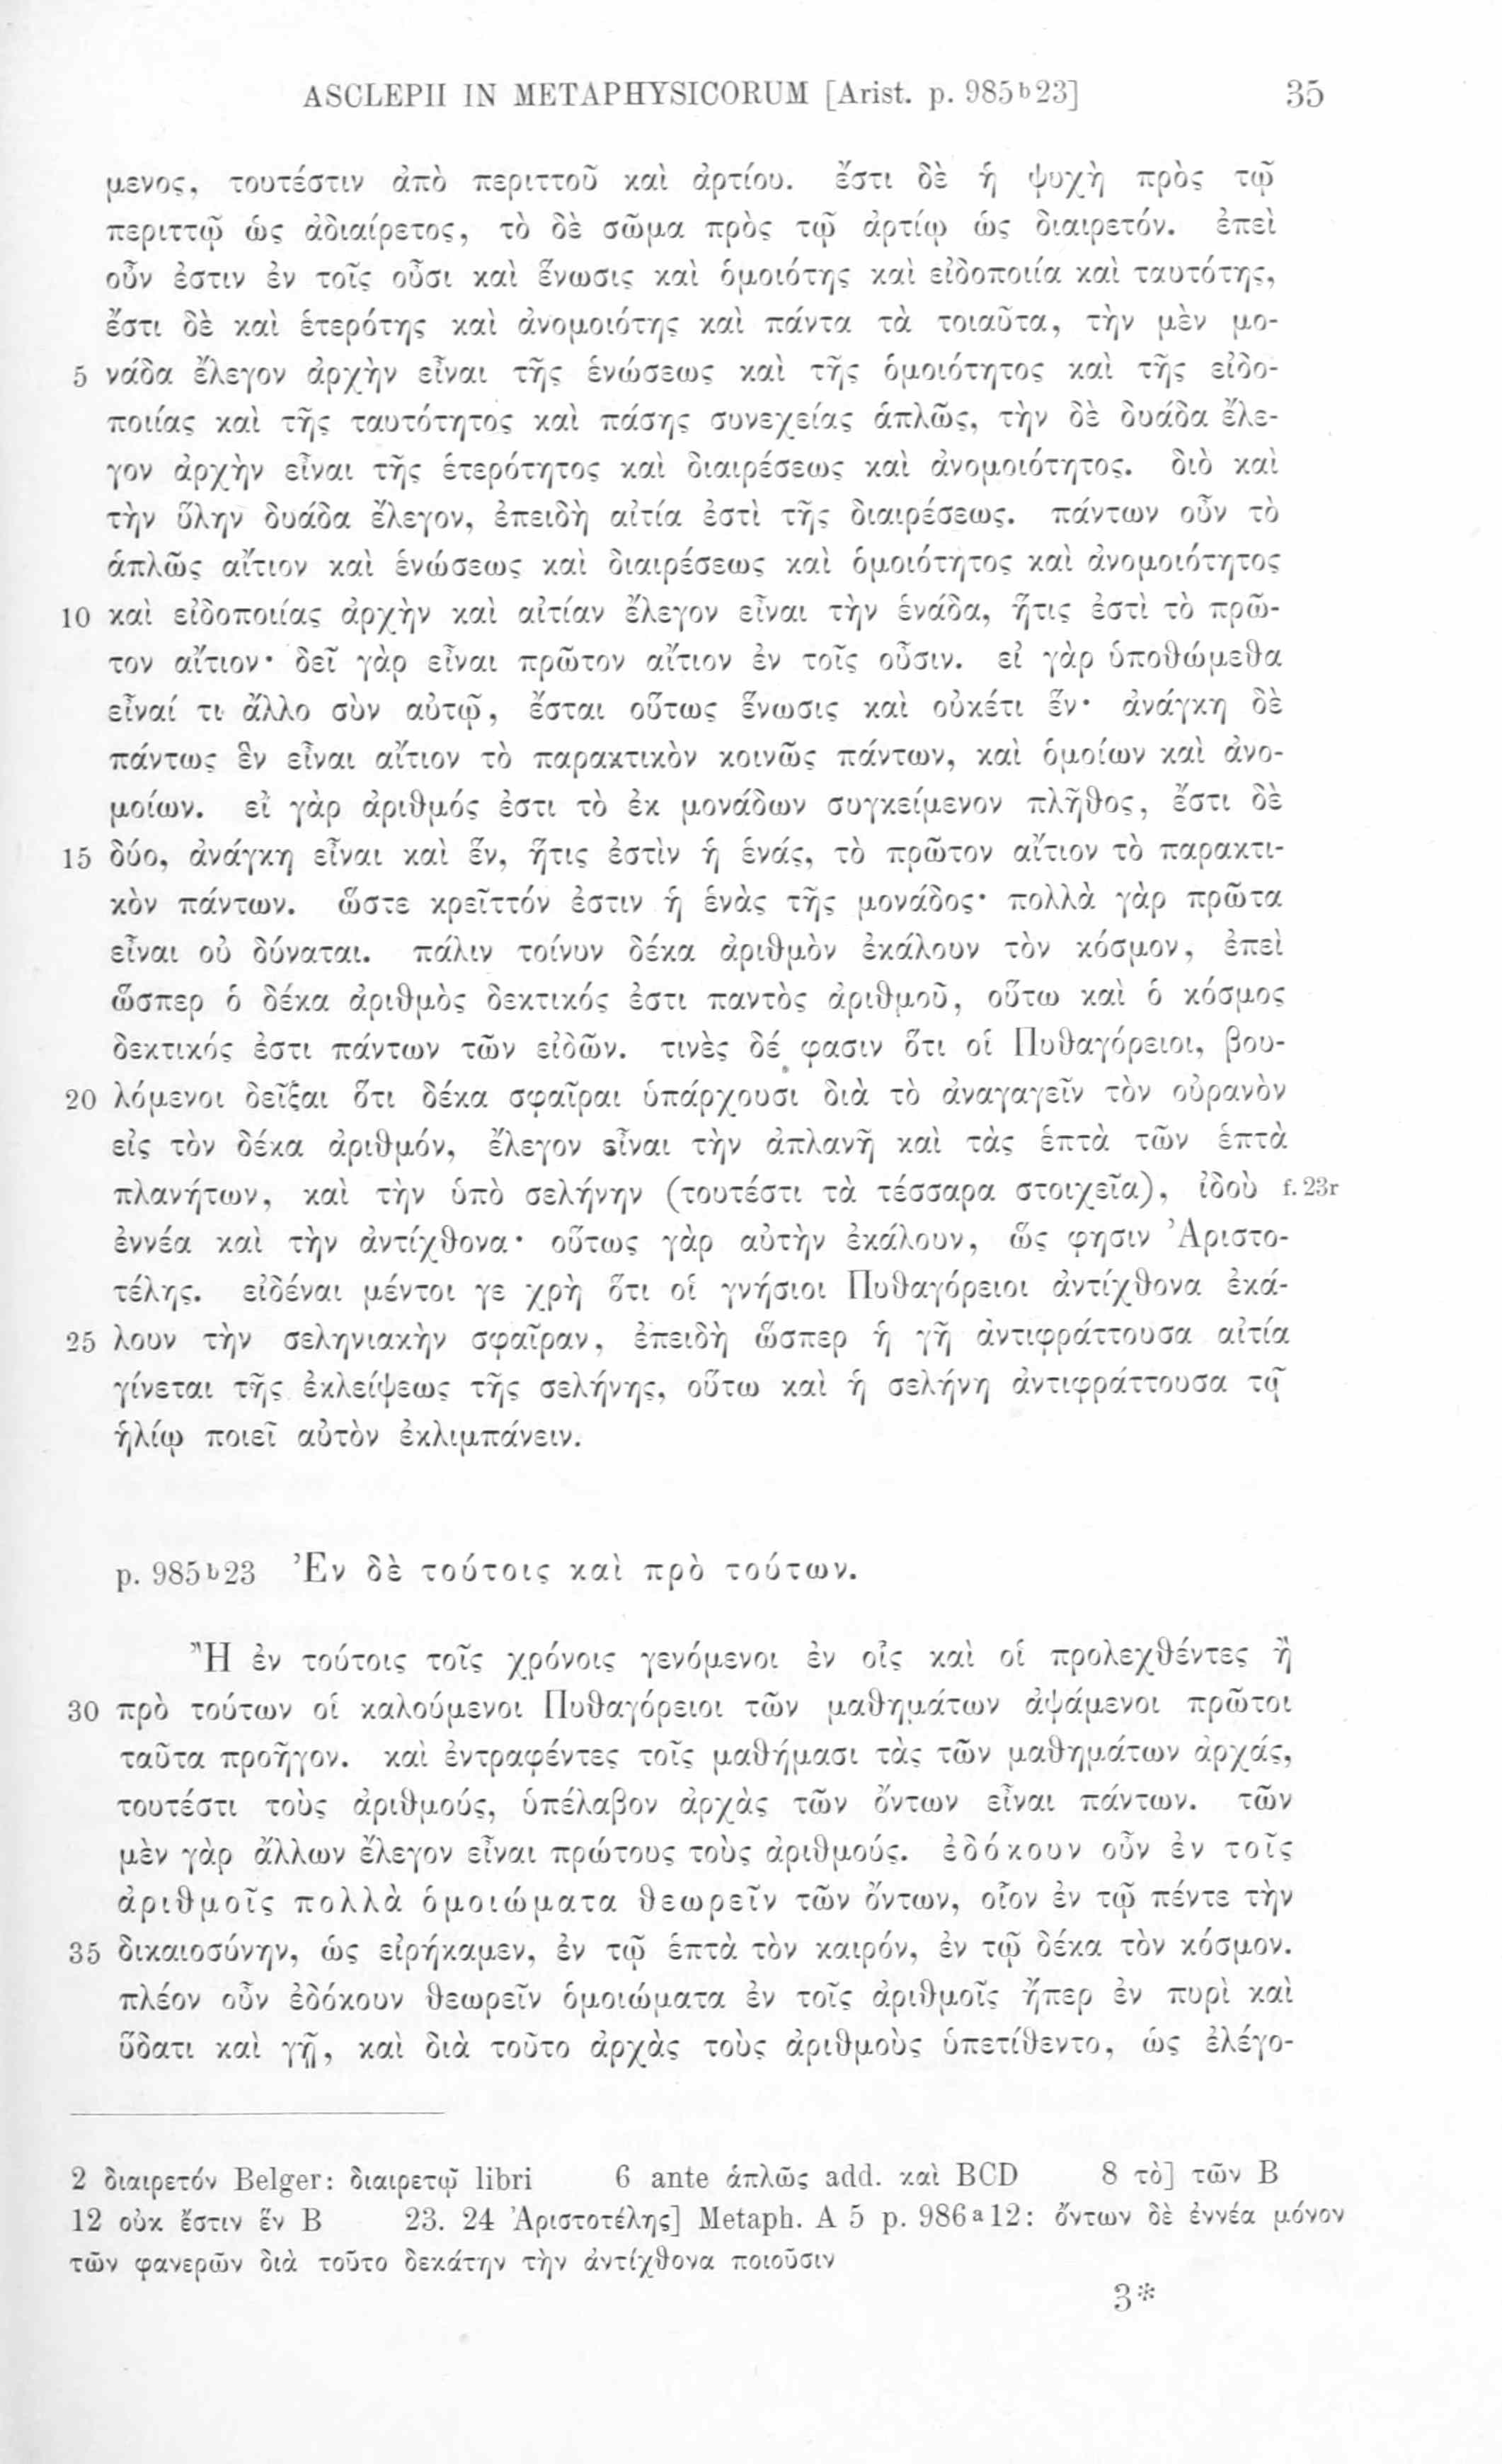 ASCLEPII IN METAPHYSICORUM [Arist. p. 985ᵇ23] 35
μενος, τουτέστιν ἀπὸ περιττοῦ καὶ ἀρτίου. ἔστι δὲ ἡ ψυχὴ πρὸς τῷ
περιττῷ ὡς ἀδιαίρετος, τὸ δὲ σῶμα πρὸς τῷ ἀρτίῳ ὡς διαιρετόν. ἐπεὶ
οὖν ἐστιν ἐν τοῖς οὖσι καὶ ἕνωσις καὶ ὁμοιότης καὶ εἰδοποιία καὶ ταυτότης,
ἔστι δὲ καὶ ἑτερότης καὶ ἀνομοιότης καὶ πάντα τὰ τοιαῦτα, τὴν μὲν μο-
5 νάδα ἔλεγον ἀρχὴν εἶναι τῆς ἑνώσεως καὶ τῆς ὁμοιότητος καὶ τῆς εἰδο-
ποιίας καὶ τῆς ταυτότητος καὶ πάσης συνεχείας ἁπλῶς, τὴν δὲ δυάδα ἔλε-
γον ἀρχὴν εἶναι τῆς ἑτερότητος καὶ διαιρέσεως καὶ ἀνομοιότητος. διὸ καὶ
τὴν ὕλην δυάδα ἔλεγον, ἐπειδὴ αἰτία ἐστὶ τῆς διαιρέσεως. πάντων οὖν τὸ
ἁπλῶς αἴτιον καὶ ἑνώσεως καὶ διαιρέσεως καὶ ὁμοιότητος καὶ ἀνομοιότητος
10 καὶ εἰδοποιίας ἀρχὴν καὶ αἰτίαν ἔλεγον εἶναι τὴν ἑνάδα, ἥτις ἐστὶ τὸ πρῶ-
τον αἴτιον· δεῖ γὰρ εἶναι πρῶτον αἴτιον ἐν τοῖς οὖσιν. εἰ γὰρ ὑποθώμεθα
εἶναί τι ἄλλο σὺν αὐτῷ, ἔσται οὕτως ἕνωσις καὶ οὐκέτι ἕν· ἀνάγκη δὲ
πάντως ἓν εἶναι αἴτιον τὸ παρακτικὸν κοινῶς πάντων, καὶ ὁμοίων καὶ ἀνο-
μοίων. εἰ γὰρ ἀριθμός ἐστι τὸ ἐκ μονάδων συγκείμενον πλῆθος, ἔστι δὲ
15 δύο, ἀνάγκη εἶναι καὶ ἕν, ἥτις ἐστὶν ἡ ἑνάς, τὸ πρῶτον αἴτιον τὸ παρακτι-
κὸν πάντων. ὥστε κρεῖττόν ἐστιν ἡ ἑνὰς τῆς μονάδος· πολλὰ γὰρ πρῶτα
εἶναι οὐ δύναται. πάλιν τοίνυν δέκα ἀριθμὸν ἐκάλουν τὸν κόσμον, ἐπεὶ
ὥσπερ ὁ δέκα ἀριθμὸς δεκτικός ἐστι παντὸς ἀριθμοῦ, οὕτω καὶ ὁ κόσμος
δεκτικός ἐστι πάντων τῶν εἰδῶν. τινὲς δέ φασιν ὅτι οἱ Πυθαγόρειοι, βου-
20 λόμενοι δεῖξαι ὅτι δέκα σφαῖραι ὑπάρχουσι διὰ τὸ ἀναγαγεῖν τὸν οὐρανὸν
εἰς τὸν δέκα ἀριθμόν, ἔλεγον εἶναι τὴν ἀπλανῆ καὶ τὰς ἑπτὰ τῶν ἑπτὰ
πλανήτων, καὶ τὴν ὑπὸ σελήνην (τουτέστι τὰ τέσσαρα στοιχεῖα), ἰδοὺ f. 23r
ἐννέα καὶ τὴν ἀντίχθονα· οὕτως γὰρ αὐτὴν ἐκάλουν, ὥς φησιν Ἀριστο-
τέλης. εἰδέναι μέντοι γε χρὴ ὅτι οἱ γνήσιοι Πυθαγόρειοι ἀντίχθονα ἐκά-
25 λουν τὴν σεληνιακὴν σφαῖραν, ἐπειδὴ ὥσπερ ἡ γῆ ἀντιφράττουσα αἰτία
γίνεται τῆς ἐκλείψεως τῆς σελήνης, οὕτω καὶ ἡ σελήνη ἀντιφράττουσα τῷ
ἡλίῳ ποιεῖ αὐτὸν ἐκλιμπάνειν.
p. 985ᵇ23 Ἐν δὲ τούτοις καὶ πρὸ τούτων.
Ἢ ἐν τούτοις τοῖς χρόνοις γενόμενοι ἐν οἷς καὶ οἱ προλεχθέντες ἢ
30 πρὸ τούτων οἱ καλούμενοι Πυθαγόρειοι τῶν μαθημάτων ἁψάμενοι πρῶτοι
ταῦτα προῆγον. καὶ ἐντραφέντες τοῖς μαθήμασι τὰς τῶν μαθημάτων ἀρχάς,
τουτέστι τοὺς ἀριθμούς, ὑπέλαβον ἀρχὰς τῶν ὄντων εἶναι πάντων. τῶν
μὲν γὰρ ἄλλων ἔλεγον εἶναι πρώτους τοὺς ἀριθμούς. ἐδόκουν οὖν ἐν τοῖς
ἀριθμοῖς πολλὰ ὁμοιώματα θεωρεῖν τῶν ὄντων, οἷον ἐν τῷ πέντε τὴν
35 δικαιοσύνην, ὡς εἰρήκαμεν, ἐν τῷ ἑπτὰ τὸν καιρόν, ἐν τῷ δέκα τὸν κόσμον.
πλέον οὖν ἐδόκουν θεωρεῖν ὁμοιώματα ἐν τοῖς ἀριθμοῖς ἤπερ ἐν πυρὶ καὶ
ὕδατι καὶ γῇ, καὶ διὰ τοῦτο ἀρχὰς τοὺς ἀριθμοὺς ὑπετίθεντο, ὡς ἐλέγο-
2 διαιρετόν Belger: διαιρετῷ libri 6 ante ἁπλῶς add. καὶ BCD 8 τὸ] τῶν B
12 οὐκ ἔστιν ἕν B 23. 24 Ἀριστοτέλης] Metaph. A 5 p. 986ᵃ12: ὄντων δὲ ἐννέα μόνον
τῶν φανερῶν διὰ τοῦτο δεκάτην τὴν ἀντίχθονα ποιοῦσιν
3*